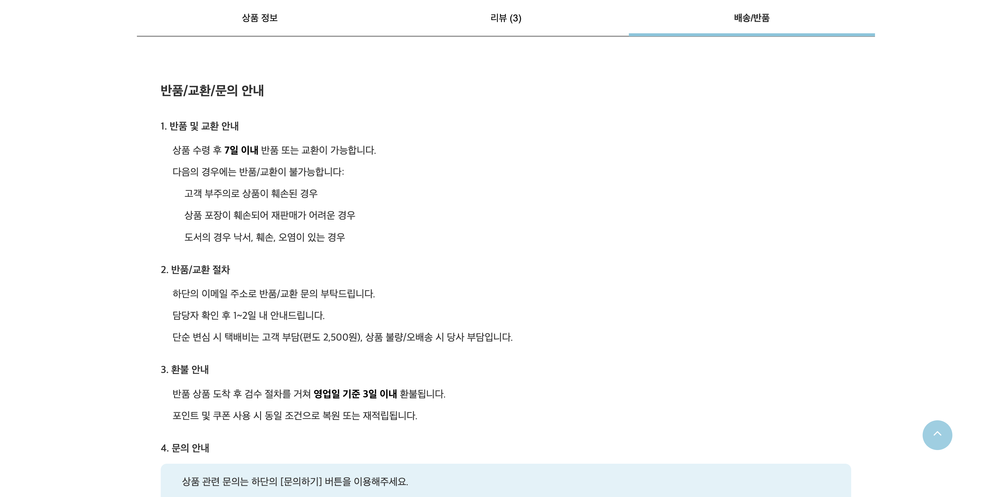 상품 정보
리뷰 (3)
배송/반품
반품/교환/문의 안내
1. 반품 및 교환 안내
상품 수령 후 7일 이내 반품 또는 교환이 가능합니다.
다음의 경우에는 반품/교환이 불가능합니다:
고객 부주의로 상품이 훼손된 경우
상품 포장이 훼손되어 재판매가 어려운 경우
도서의 경우 낙서, 훼손, 오염이 있는 경우
2. 반품/교환 절차
하단의 이메일 주소로 반품/교환 문의 부탁드립니다.
담당자 확인 후 1~2일 내 안내드립니다.
단순 변심 시 택배비는 고객 부담(편도 2,500원), 상품 불량/오배송 시 당사 부담입니다.
3. 환불 안내
반품 상품 도착 후 검수 절차를 거쳐 영업일 기준 3일 이내 환불됩니다.
포인트 및 쿠폰 사용 시 동일 조건으로 복원 또는 재적립됩니다.
4. 문의 안내
상품 관련 문의는 하단의 [문의하기] 버튼을 이용해주세요.